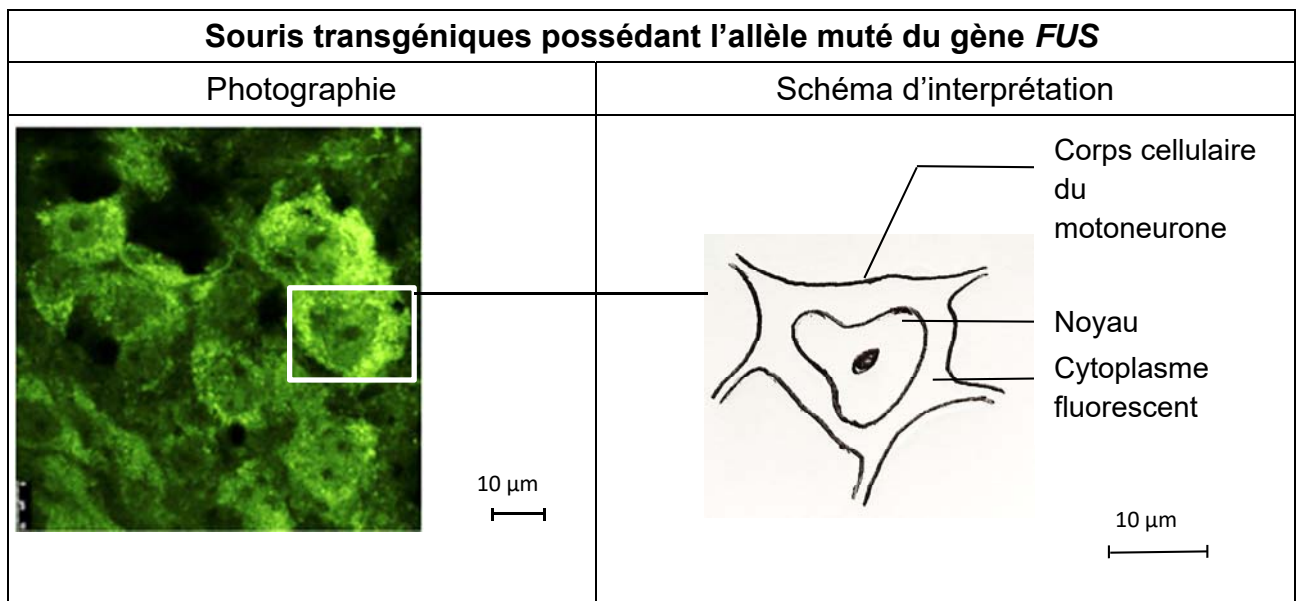 Souris transgéniques possédant l’allèle muté du gène FUS
Photographie
Schéma d’interprétation
Corps cellulaire
du
motoneurone
Noyau
Cytoplasme
fluorescent
10 µm
10 µm